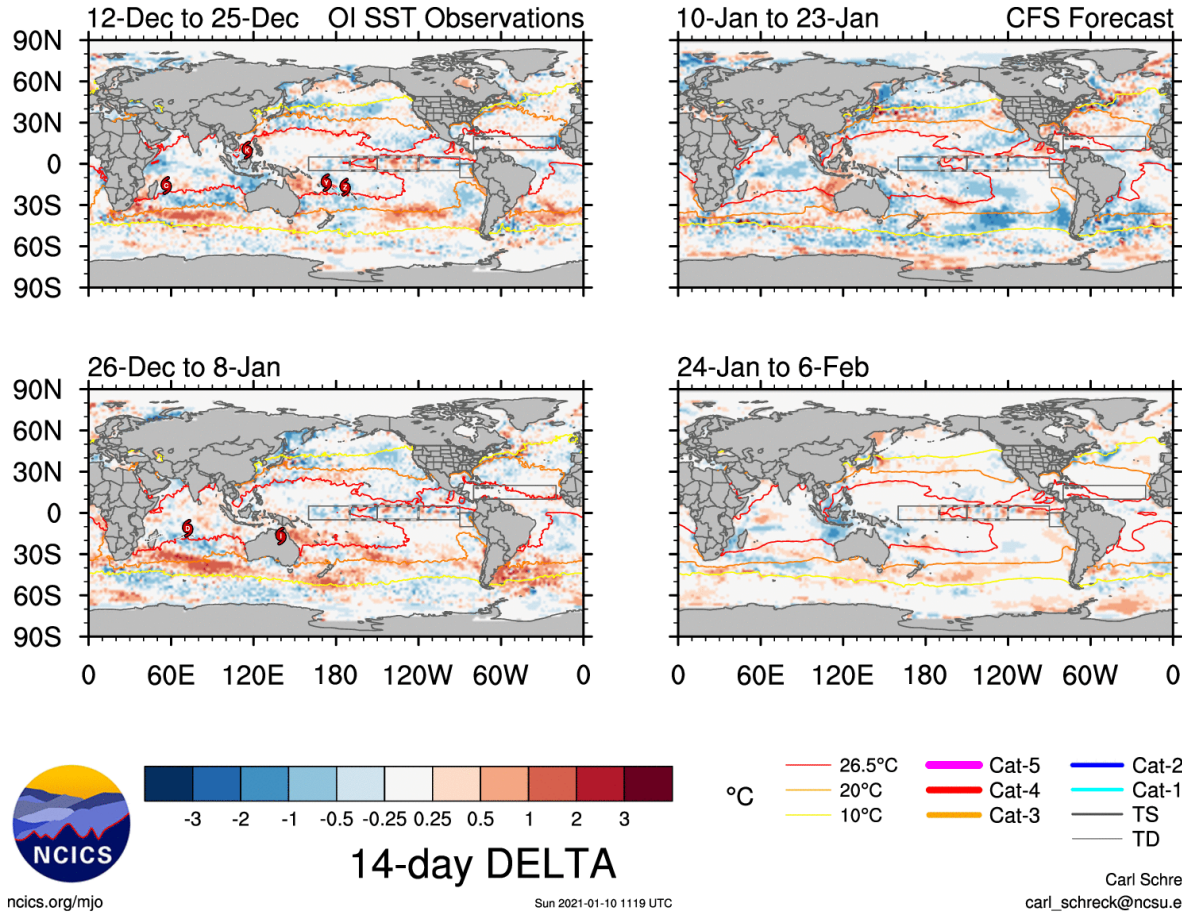 12-Dec to 25-Dec OI SST Observations
10-Jan to 23-Jan CFS Forecast
90N
60N
30N
0
30S
60S
90S
26-Dec to 8-Jan
24-Jan to 6-Feb
90N
60N
30N
0
30S
60S
90S
0 60E 120E 180 120W 60W 0
0 60E 120E 180 120W 60W 0
-3 -2 -1 -0.5 -0.25 0.25 0.5 1 2 3
ºC
26.5ºC
20ºC
10ºC
Cat-5
Cat-4
Cat-3
Cat-2
Cat-1
TS
TD
NCICS
14-day DELTA
ncics.org/mjo
Sun 2021-01-10 1119 UTC
Carl Schre
carl_schreck@ncsu.e